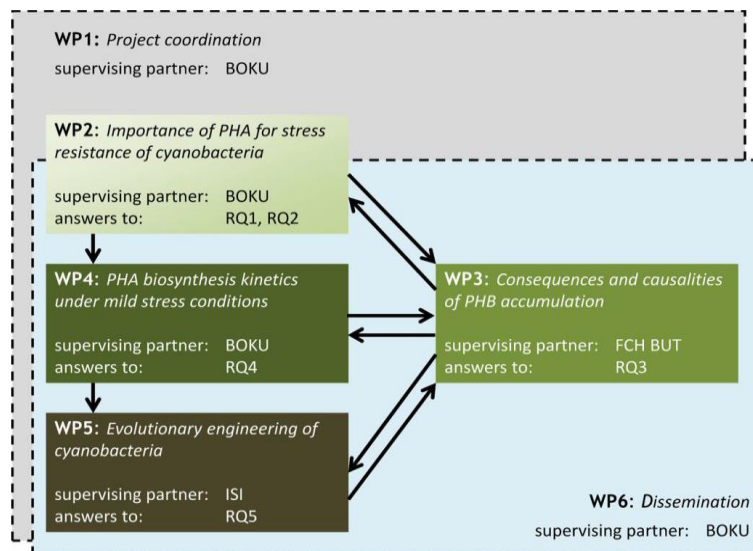 WP1: Project coordination
supervising partner: BOKU
WP2: Importance of PHA for stress
resistance of cyanobacteria
supervising partner: BOKU
answers to: RQ1, RQ2
WP4: PHA biosynthesis kinetics
under mild stress conditions
supervising partner: BOKU
answers to: RQ4
WP3: Consequences and causalities
of PHB accumulation
supervising partner: FCH BUT
answers to: RQ3
WP5: Evolutionary engineering of
cyanobacteria
supervising partner: ISI
answers to: RQ5
WP6: Dissemination
supervising partner: BOKU